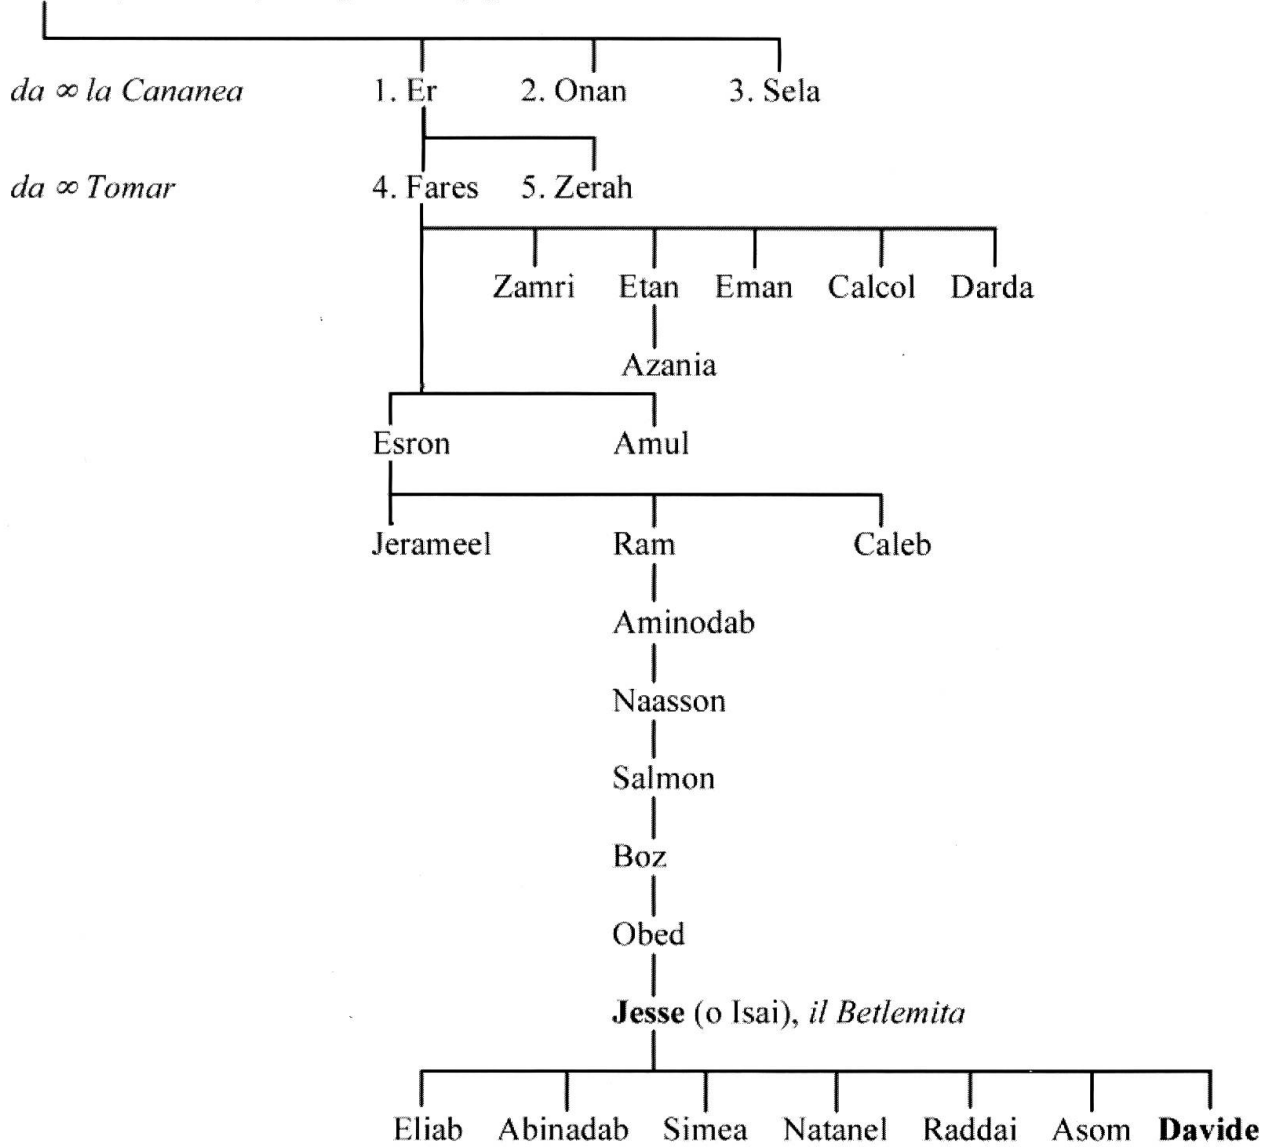 da ∞ la Cananea 1. Er 2. Onan 3. Sela
da ∞ Tomar 4. Fares 5. Zerah
Zamri Etan Eman Calcol Darda
Azania
Esron Amul
Jerameel Ram Caleb
Aminodab
Naasson
Salmon
Boz
Obed
Jesse (o Isai), il Betlemita
Eliab Abinadab Simea Natanel Raddai Asom Davide